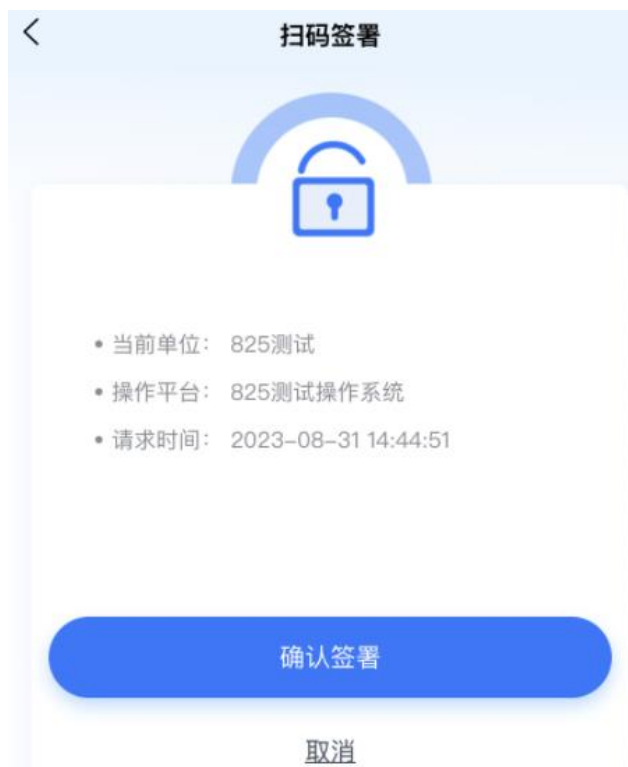 扫码签署
• 当前单位: 825测试
• 操作平台: 825测试操作系统
• 请求时间: 2023-08-31 14:44:51
确认签署
取消